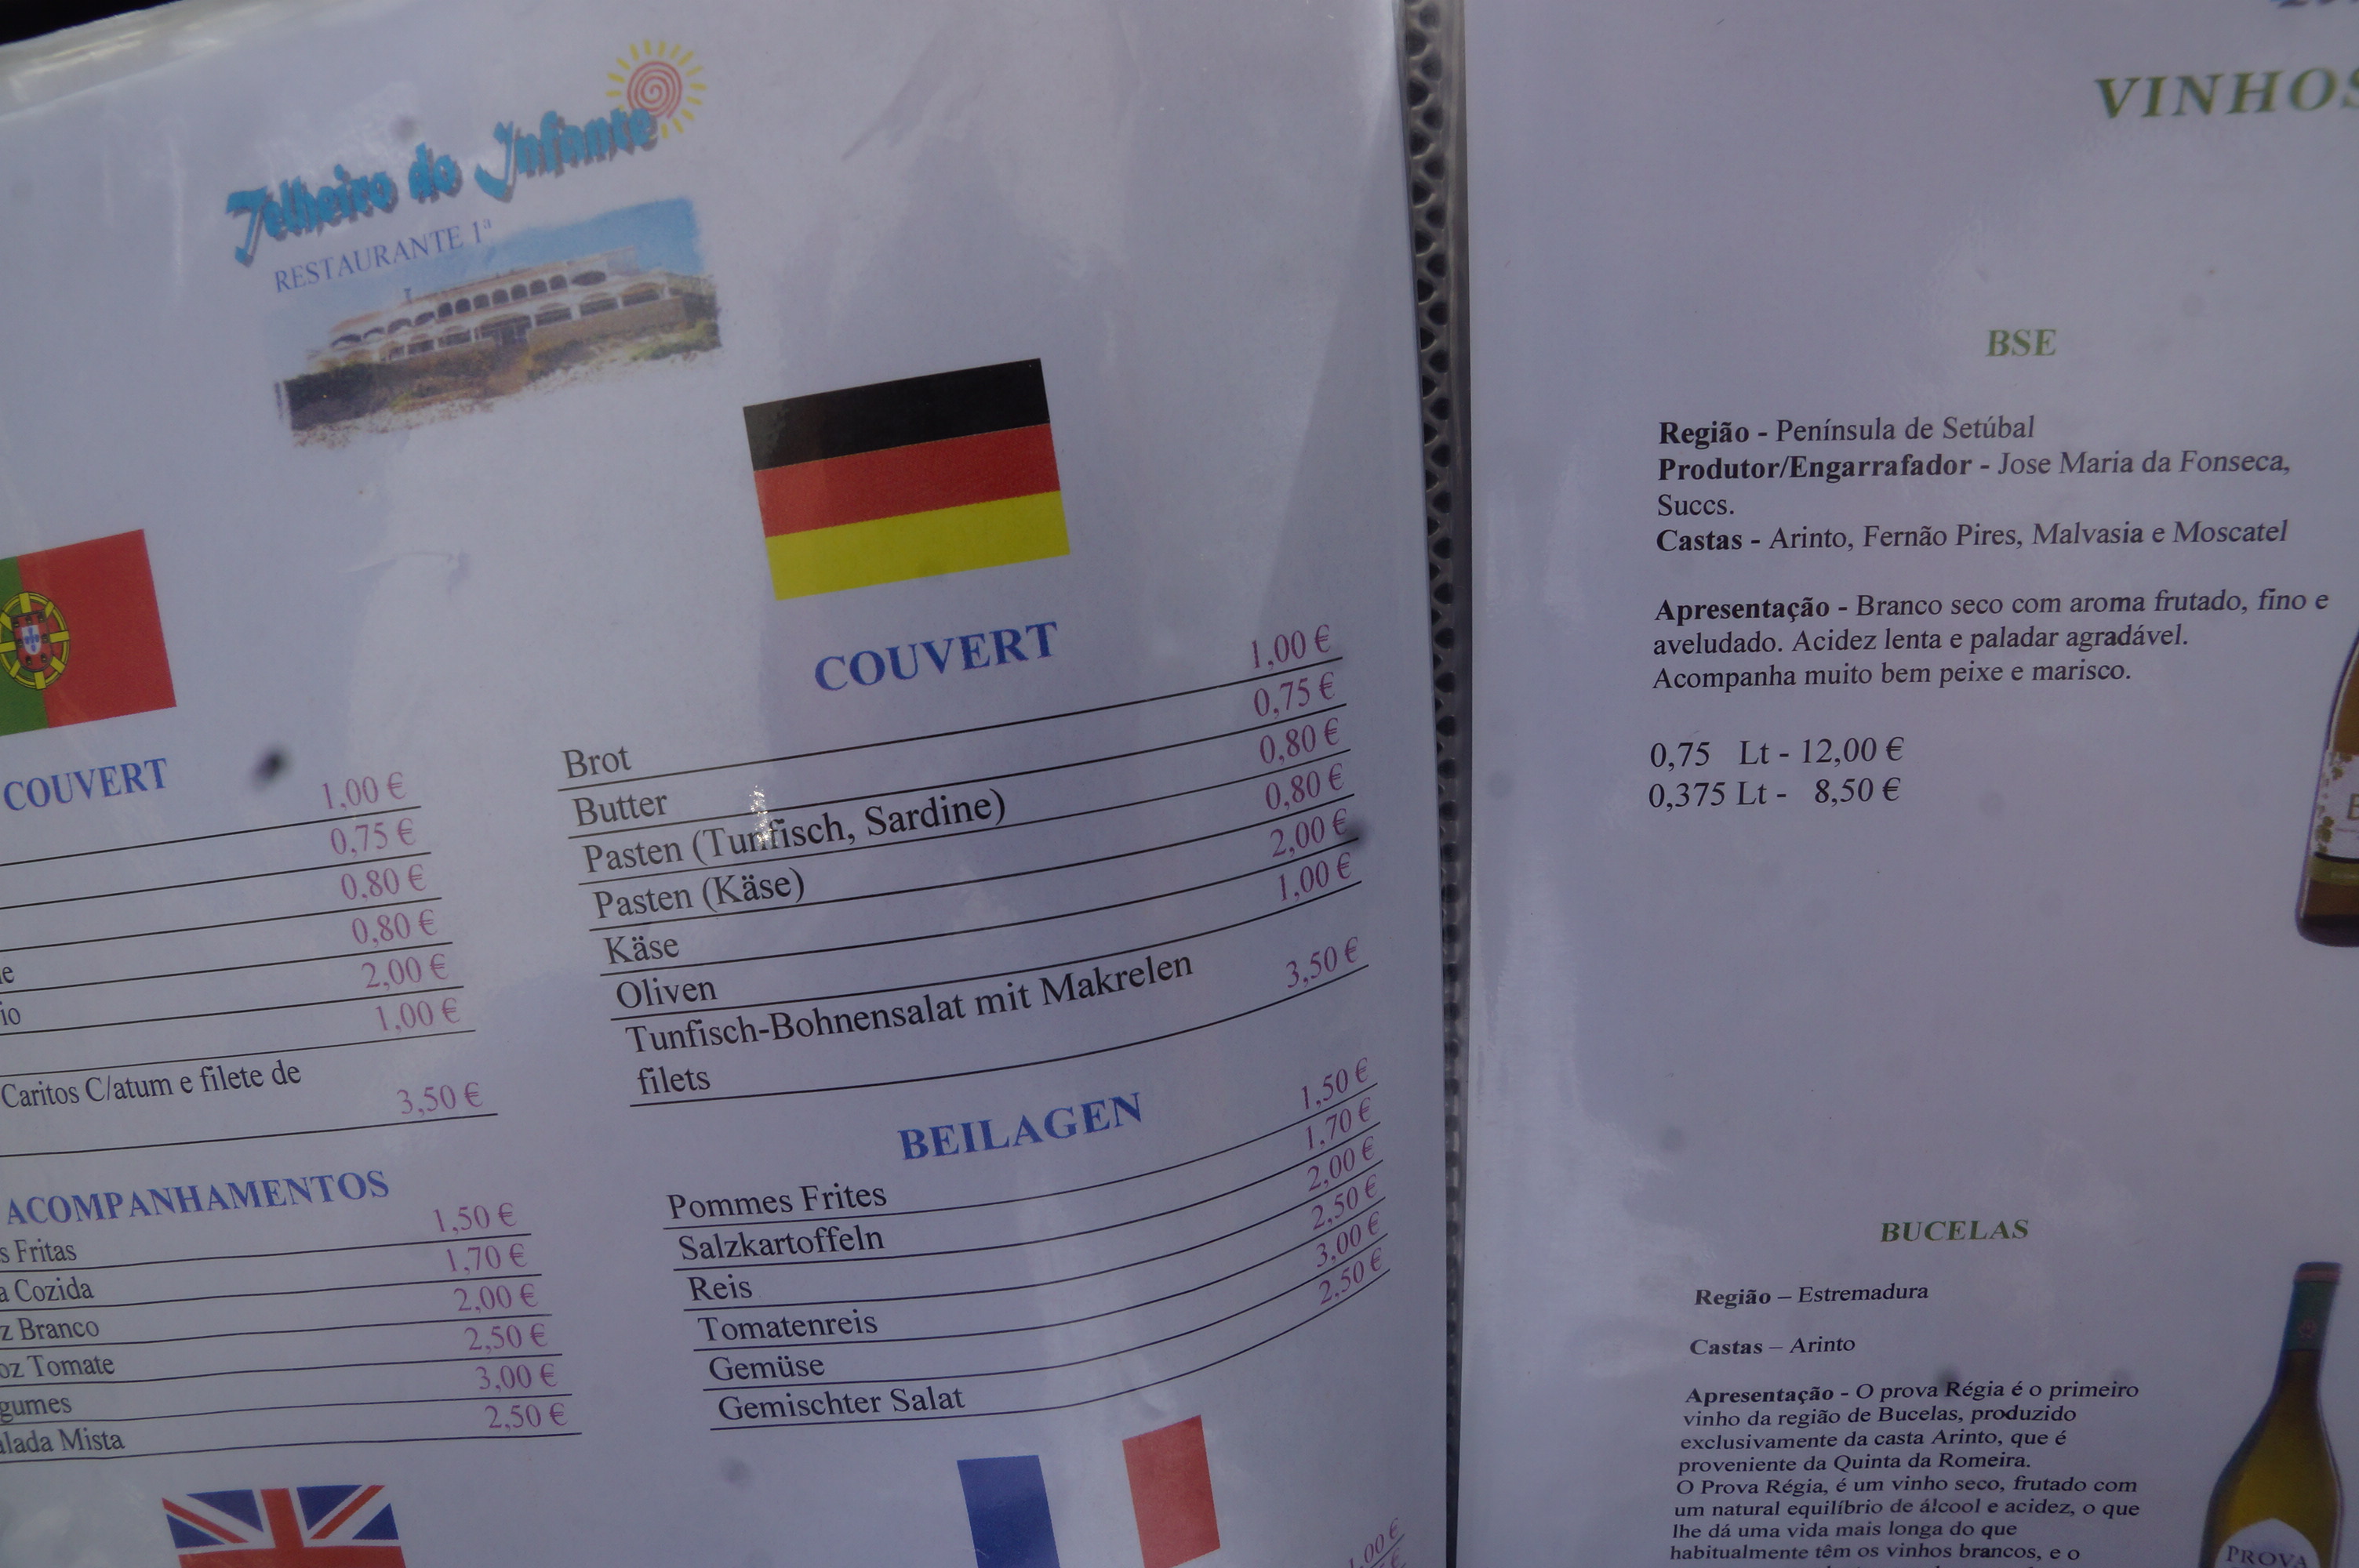 Telheiro do Infante
RESTAURANTE 1ª
COUVERT
1,00 €
0,75 €
0,80 €
0,80 €
2,00 €
1,00 €
Caritos C/atum e filete de
3,50 €
ACOMPANHAMENTOS
Fritas 1,50 €
Cozida 1,70 €
Branco 2,00 €
Tomate 2,50 €
3,00 €
Mista 2,50 €
COUVERT
Brot 1,00 €
Butter 0,75 €
Pasten (Tunfisch, Sardine) 0,80 €
Pasten (Käse) 0,80 €
Käse 2,00 €
Oliven 1,00 €
Tunfisch-Bohnensalat mit Makrelen
filets 3,50 €
BEILAGEN
Pommes Frites 1,50 €
Salzkartoffeln 1,70 €
Reis 2,00 €
Tomatenreis 2,50 €
Gemüse 3,00 €
Gemischter Salat 2,50 €
VINHOS
BSE
Região - Península de Setúbal
Produtor/Engarrafador - Jose Maria da Fonseca,
Succs.
Castas - Arinto, Fernão Pires, Malvasia e Moscatel
Apresentação - Branco seco com aroma frutado, fino e
aveludado. Acidez lenta e paladar agradável.
Acompanha muito bem peixe e marisco.
0,75 Lt - 12,00 €
0,375 Lt - 8,50 €
BUCELAS
Região – Estremadura
Castas – Arinto
Apresentação - O prova Régia é o primeiro
vinho da região de Bucelas, produzido
exclusivamente da casta Arinto, que é
proveniente da Quinta da Romeira.
O Prova Régia, é um vinho seco, frutado com
um natural equilíbrio de álcool e acidez, o que
lhe dá uma vida mais longa do que
habitualmente têm os vinhos brancos, e o
PROVA